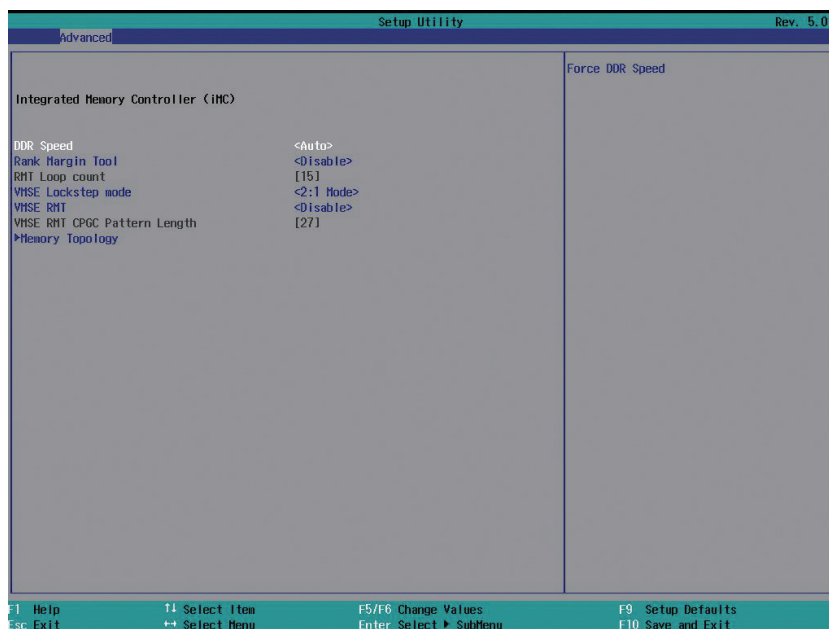 Setup Utility Rev. 5.0
Advanced
Force DDR Speed
Integrated Memory Controller (iMC)
DDR Speed <Auto>
Rank Margin Tool <Disable>
RMT Loop count [15]
VMSE Lockstep mode <2:1 Mode>
VMSE RMT <Disable>
VMSE RMT CPGC Pattern Length [27]
▶Memory Topology
F1 Help ↑↓ Select Item F5/F6 Change Values F9 Setup Defaults
Esc Exit ←→ Select Menu Enter Select ▶ SubMenu F10 Save and Exit